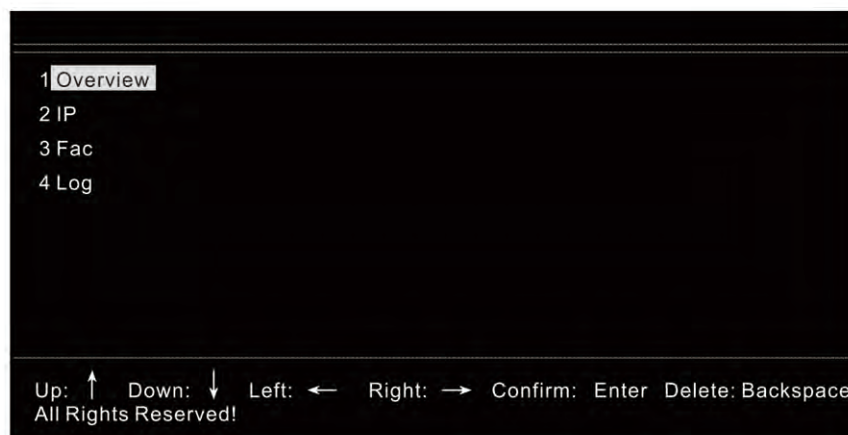 1 Overview
2 IP
3 Fac
4 Log
Up: ↑ Down: ↓ Left: ← Right: → Confirm: Enter Delete: Backspace
All Rights Reserved!